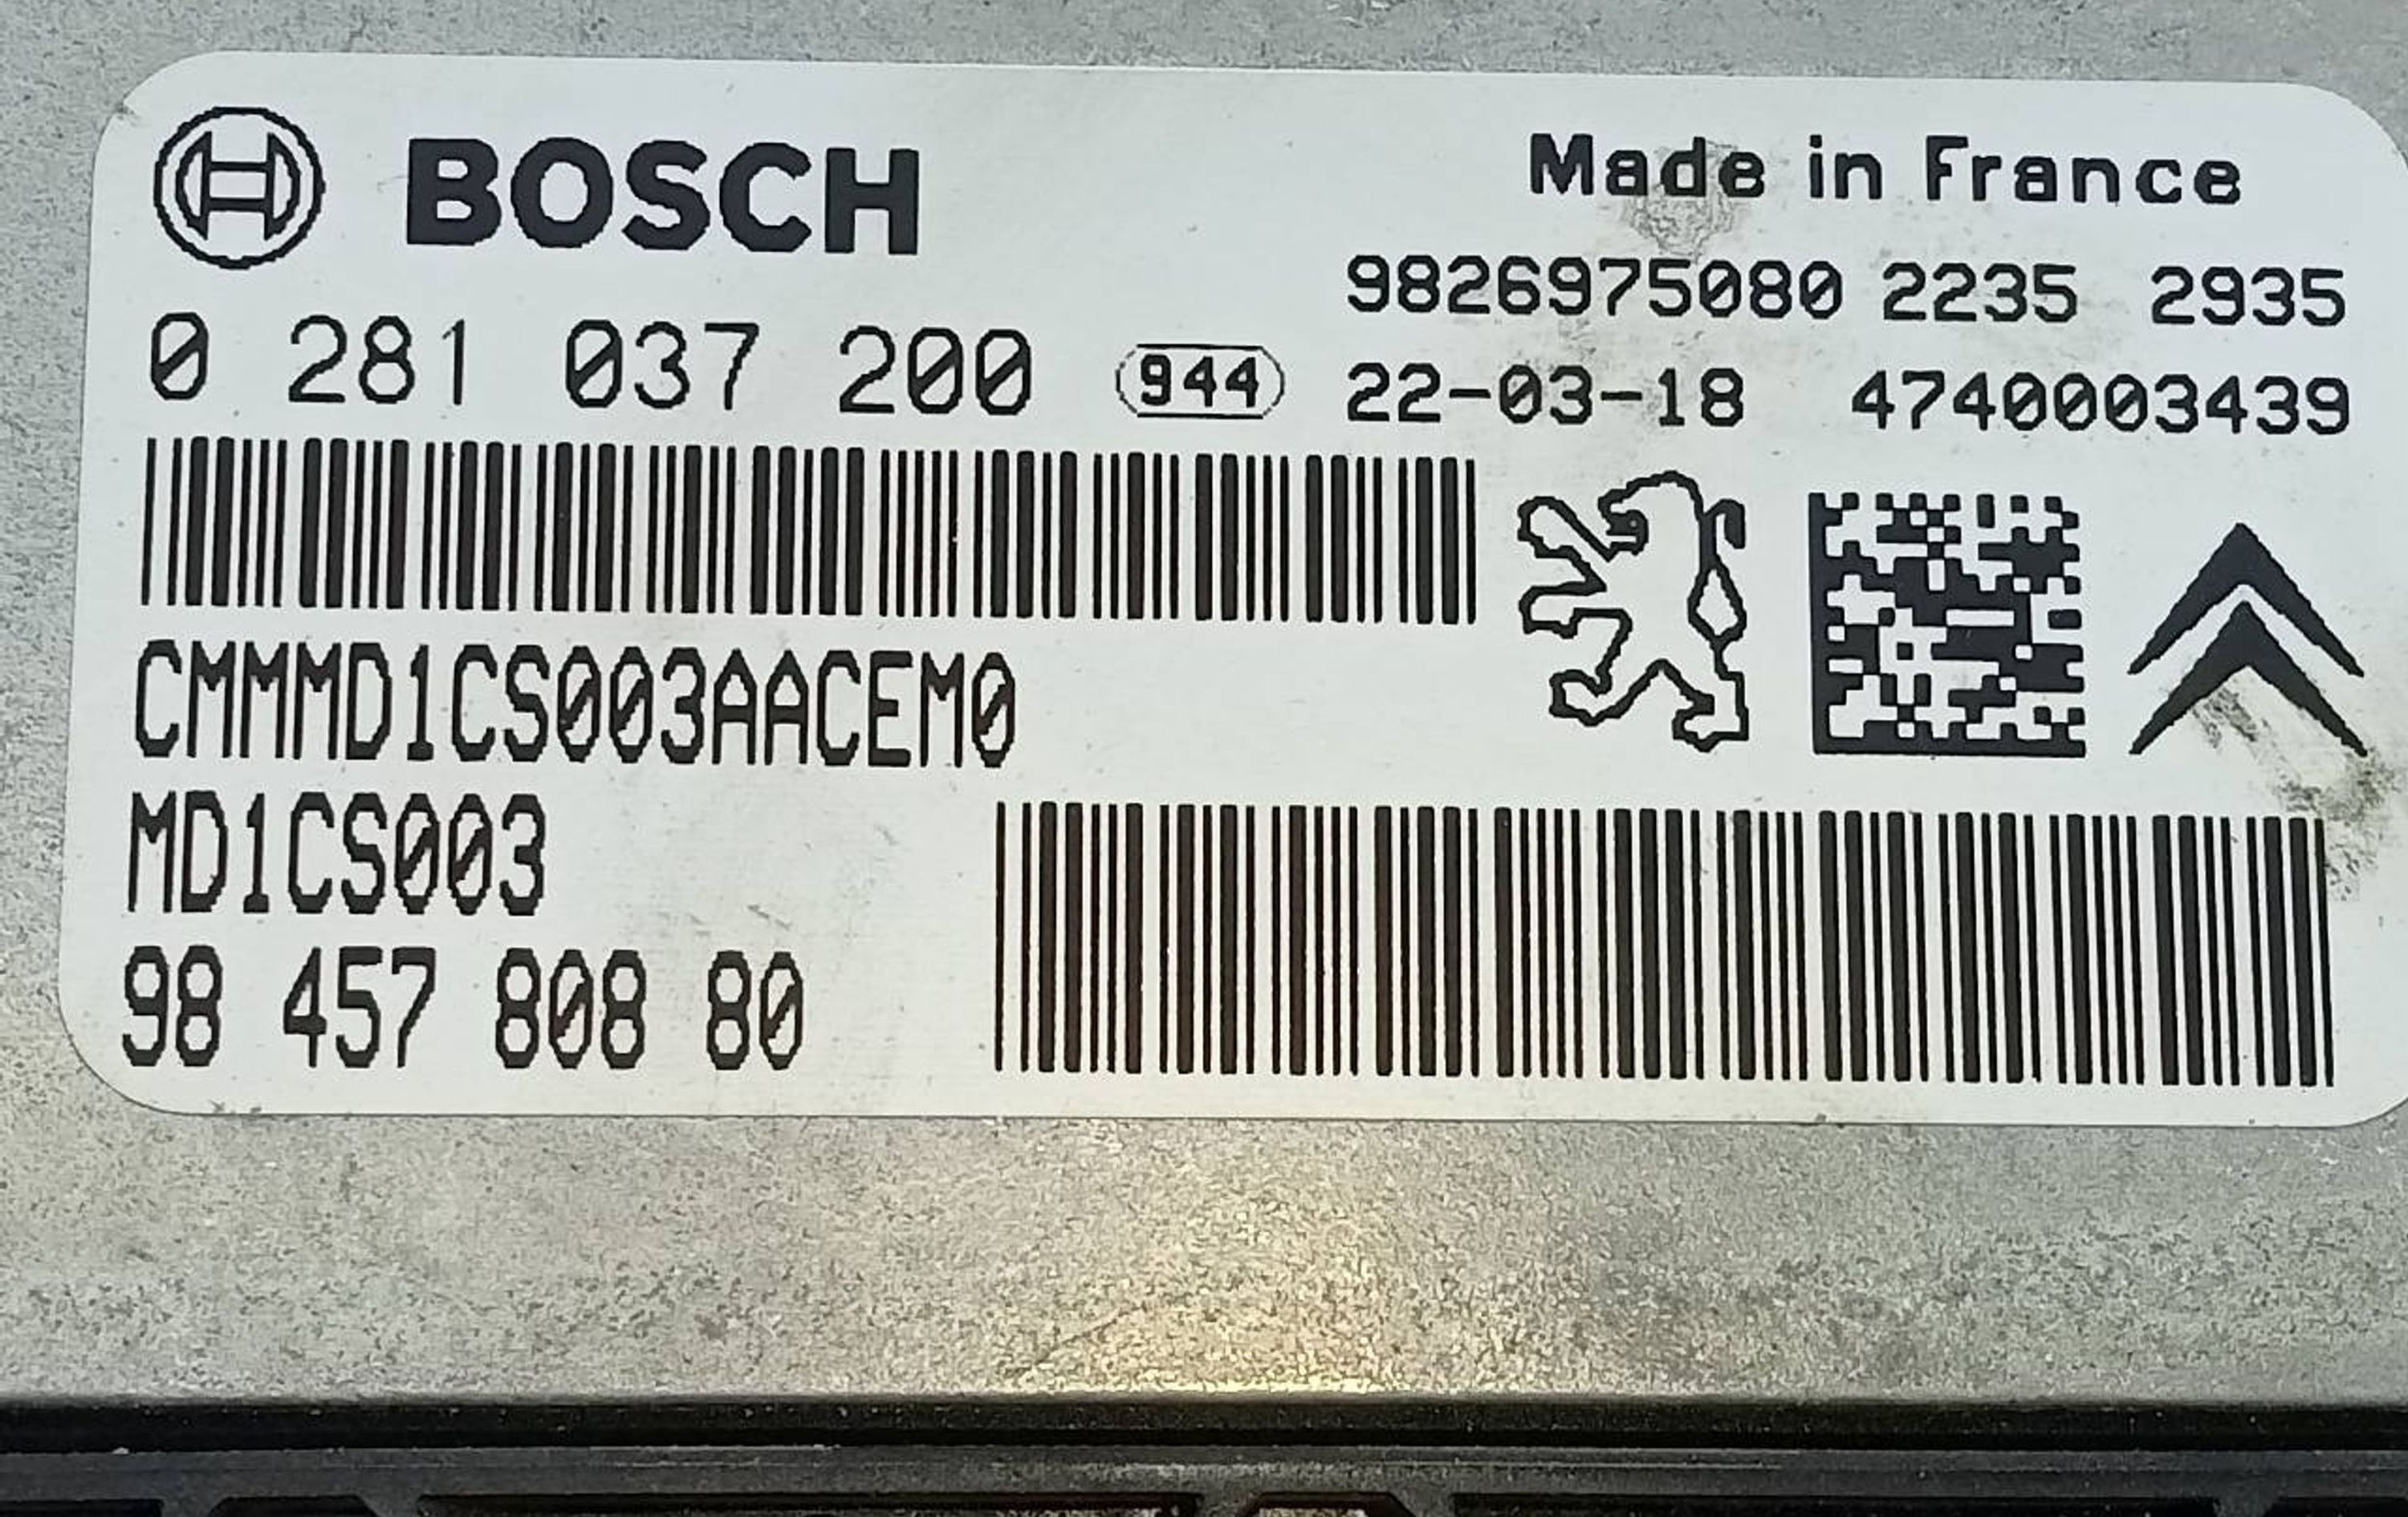 BOSCH
Made in France
9826975080 2235 2935
0 281 037 200 944 22-03-18 4740003439
CMMMD1CS003AACEM0
MD1CS003
98 457 808 80